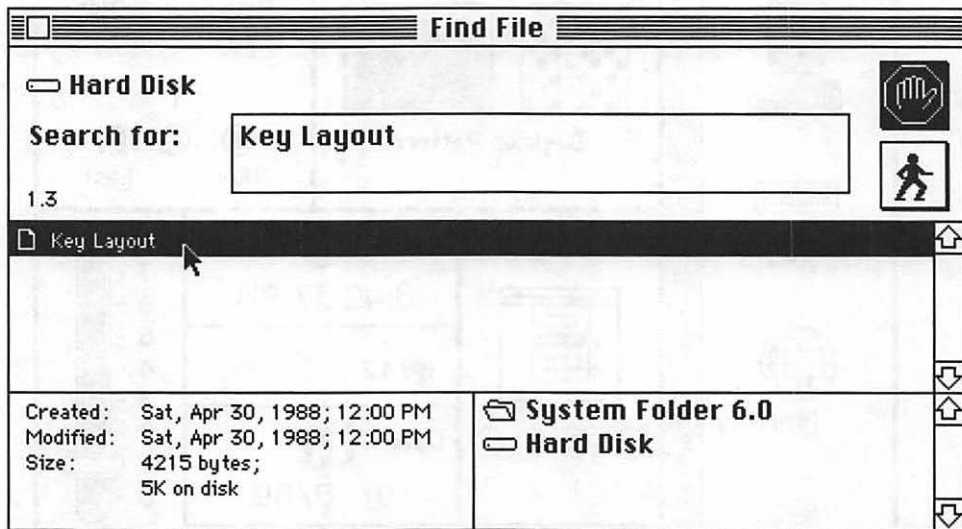 Find File
Hard Disk
Search for: Key Layout
1.3
Key Layout
Created: Sat, Apr 30, 1988; 12:00 PM
Modified: Sat, Apr 30, 1988; 12:00 PM
Size: 4215 bytes;
5K on disk
System Folder 6.0
Hard Disk